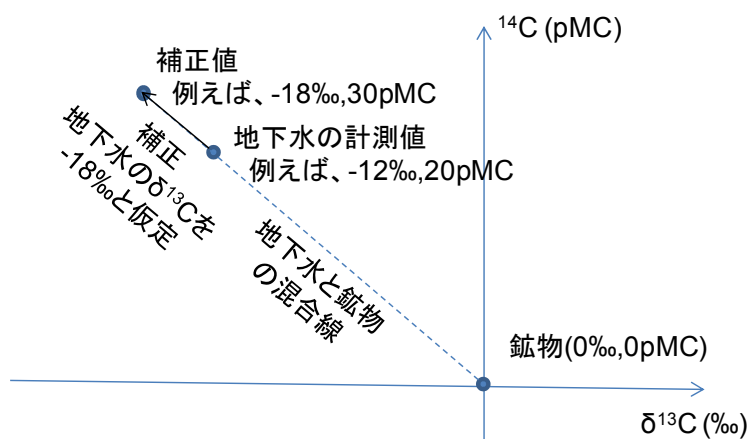 ¹⁴C (pMC)
補正値
例えば、-18‰,30pMC
地下水の計測値
例えば、-12‰,20pMC
補正
地下水のδ¹³Cを
-18‰と仮定
地下水と鉱物
の混合線
鉱物(0‰,0pMC)
δ¹³C (‰)